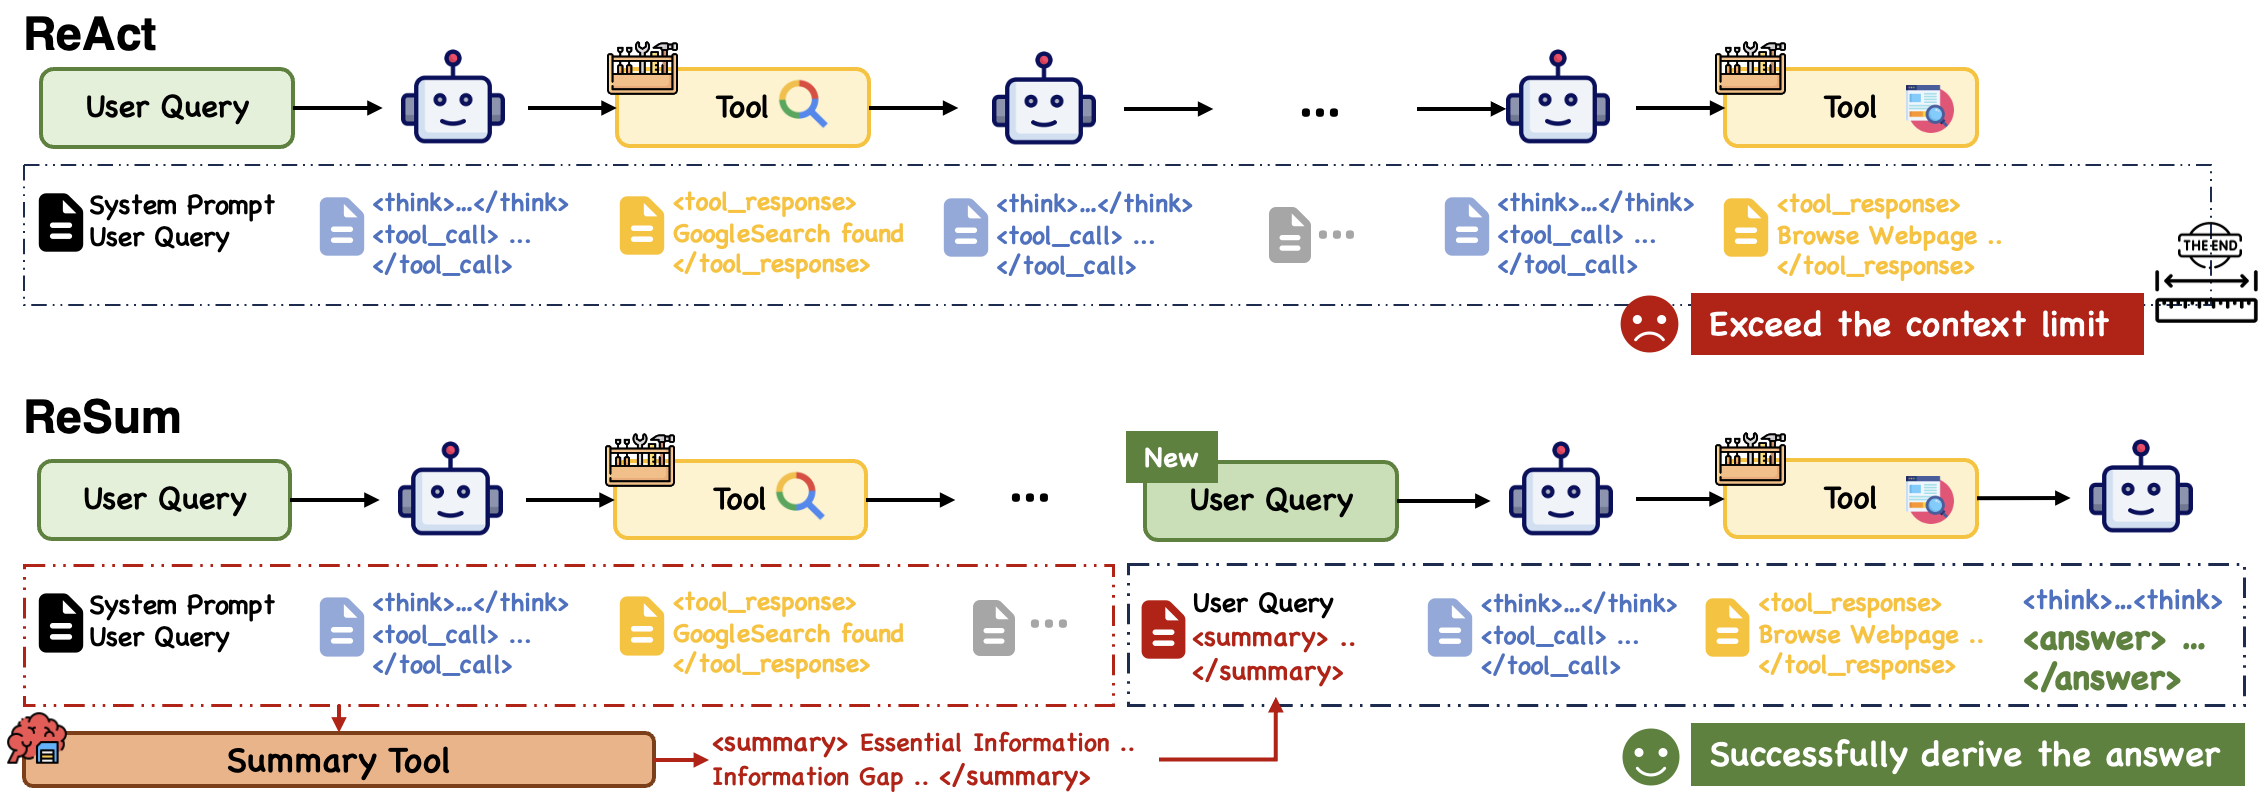 ReAct
User Query
Tool
...
Tool
System Prompt
User Query
<think>...</think>
<tool_call> ...
</tool_call>
<tool_response>
GoogleSearch found
</tool_response>
<think>...</think>
<tool_call> ...
</tool_call>
...
<think>...</think>
<tool_call> ...
</tool_call>
<tool_response>
Browse Webpage ..
</tool_response>
THE END
Exceed the context limit
ReSum
User Query
Tool
...
New
User Query
Tool
System Prompt
User Query
<think>...</think>
<tool_call> ...
</tool_call>
<tool_response>
GoogleSearch found
</tool_response>
...
User Query
<summary> ..
</summary>
<think>...</think>
<tool_call> ...
</tool_call>
<tool_response>
Browse Webpage ..
</tool_response>
<think>...<think>
<answer> ...
</answer>
Summary Tool
<summary> Essential Information ..
Information Gap .. </summary>
Successfully derive the answer